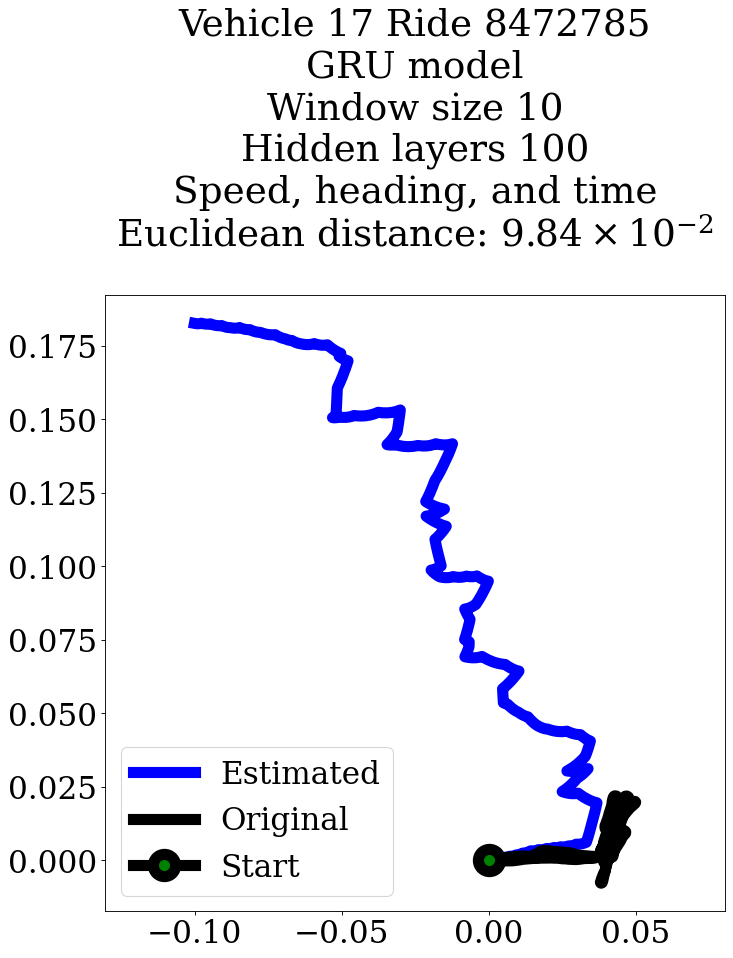 Vehicle 17 Ride 8472785
GRU model
Window size 10
Hidden layers 100
Speed, heading, and time
Euclidean distance: 9.84 × 10⁻²
0.175
0.150
0.125
0.100
0.075
0.050
0.025
0.000
Estimated
Original
Start
−0.10 −0.05 0.00 0.05